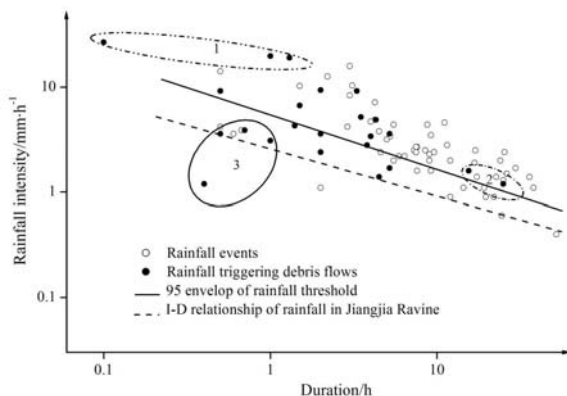 Rainfall intensity/mm·h⁻¹
10
1
0.1
1
2
3
Rainfall events
Rainfall triggering debris flows
95 envelop of rainfall threshold
I-D relationship of rainfall in Jiangjia Ravine
0.1
1
10
Duration/h